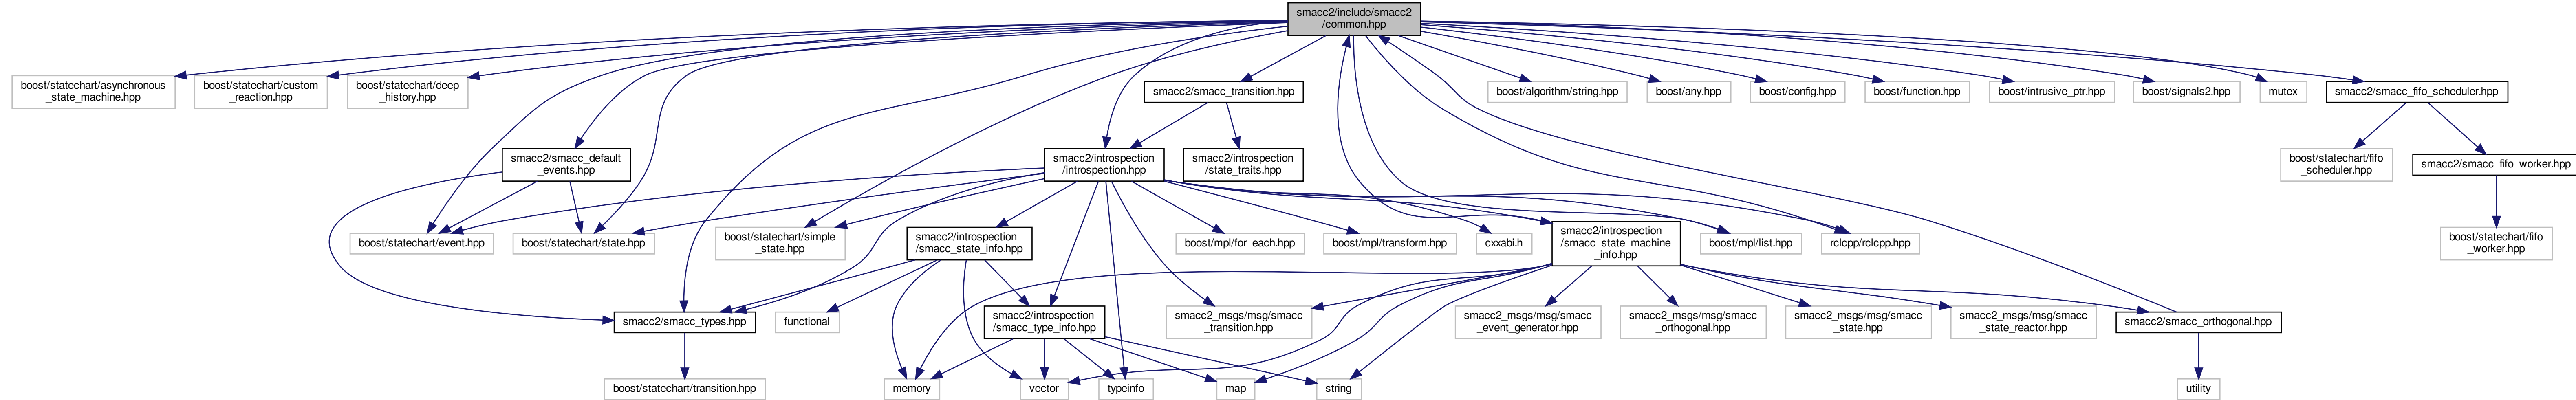 smacc2/include/smacc2
/common.hpp
boost/statechart/asynchronous
_state_machine.hpp
boost/statechart/custom
_reaction.hpp
boost/statechart/deep
_history.hpp
smacc2/smacc_transition.hpp
boost/algorithm/string.hpp
boost/any.hpp
boost/config.hpp
boost/function.hpp
boost/intrusive_ptr.hpp
boost/signals2.hpp
mutex
smacc2/smacc_fifo_scheduler.hpp
smacc2/smacc_default
_events.hpp
smacc2/introspection
/introspection.hpp
smacc2/introspection
/state_traits.hpp
boost/statechart/fifo
_scheduler.hpp
smacc2/smacc_fifo_worker.hpp
boost/statechart/event.hpp
boost/statechart/state.hpp
boost/statechart/simple
_state.hpp
smacc2/introspection
/smacc_state_info.hpp
boost/mpl/for_each.hpp
boost/mpl/transform.hpp
cxxabi.h
smacc2/introspection
/smacc_state_machine
_info.hpp
boost/mpl/list.hpp
rclcpp/rclcpp.hpp
boost/statechart/fifo
_worker.hpp
smacc2/smacc_types.hpp
functional
smacc2/introspection
/smacc_type_info.hpp
smacc2_msgs/msg/smacc
_transition.hpp
smacc2_msgs/msg/smacc
_event_generator.hpp
smacc2_msgs/msg/smacc
_orthogonal.hpp
smacc2_msgs/msg/smacc
_state.hpp
smacc2_msgs/msg/smacc
_state_reactor.hpp
smacc2/smacc_orthogonal.hpp
boost/statechart/transition.hpp
memory
vector
typeinfo
map
string
utility